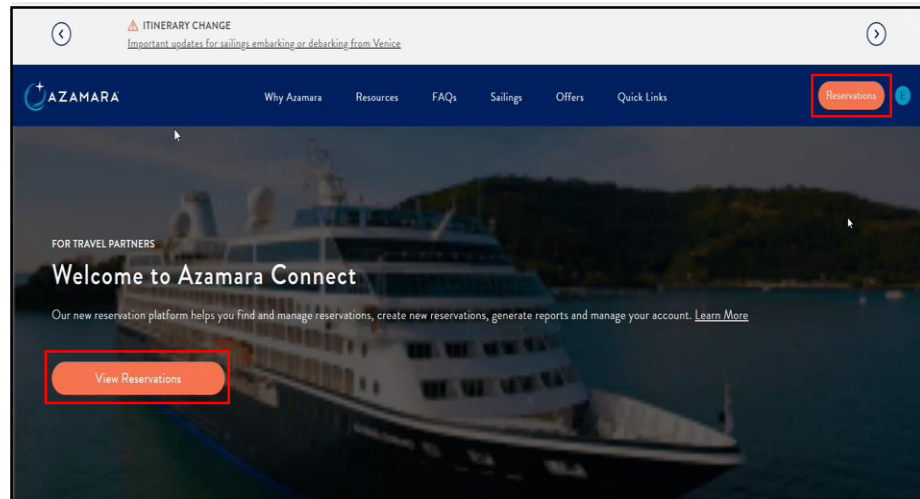 ITINERARY CHANGE
Important updates for sailings embarking or debarking from Venice
AZAMARA
Why Azamara Resources FAQs Sailings Offers Quick Links Reservations E
FOR TRAVEL PARTNERS
Welcome to Azamara Connect
Our new reservation platform helps you find and manage reservations, create new reservations, generate reports and manage your account. Learn More
View Reservations